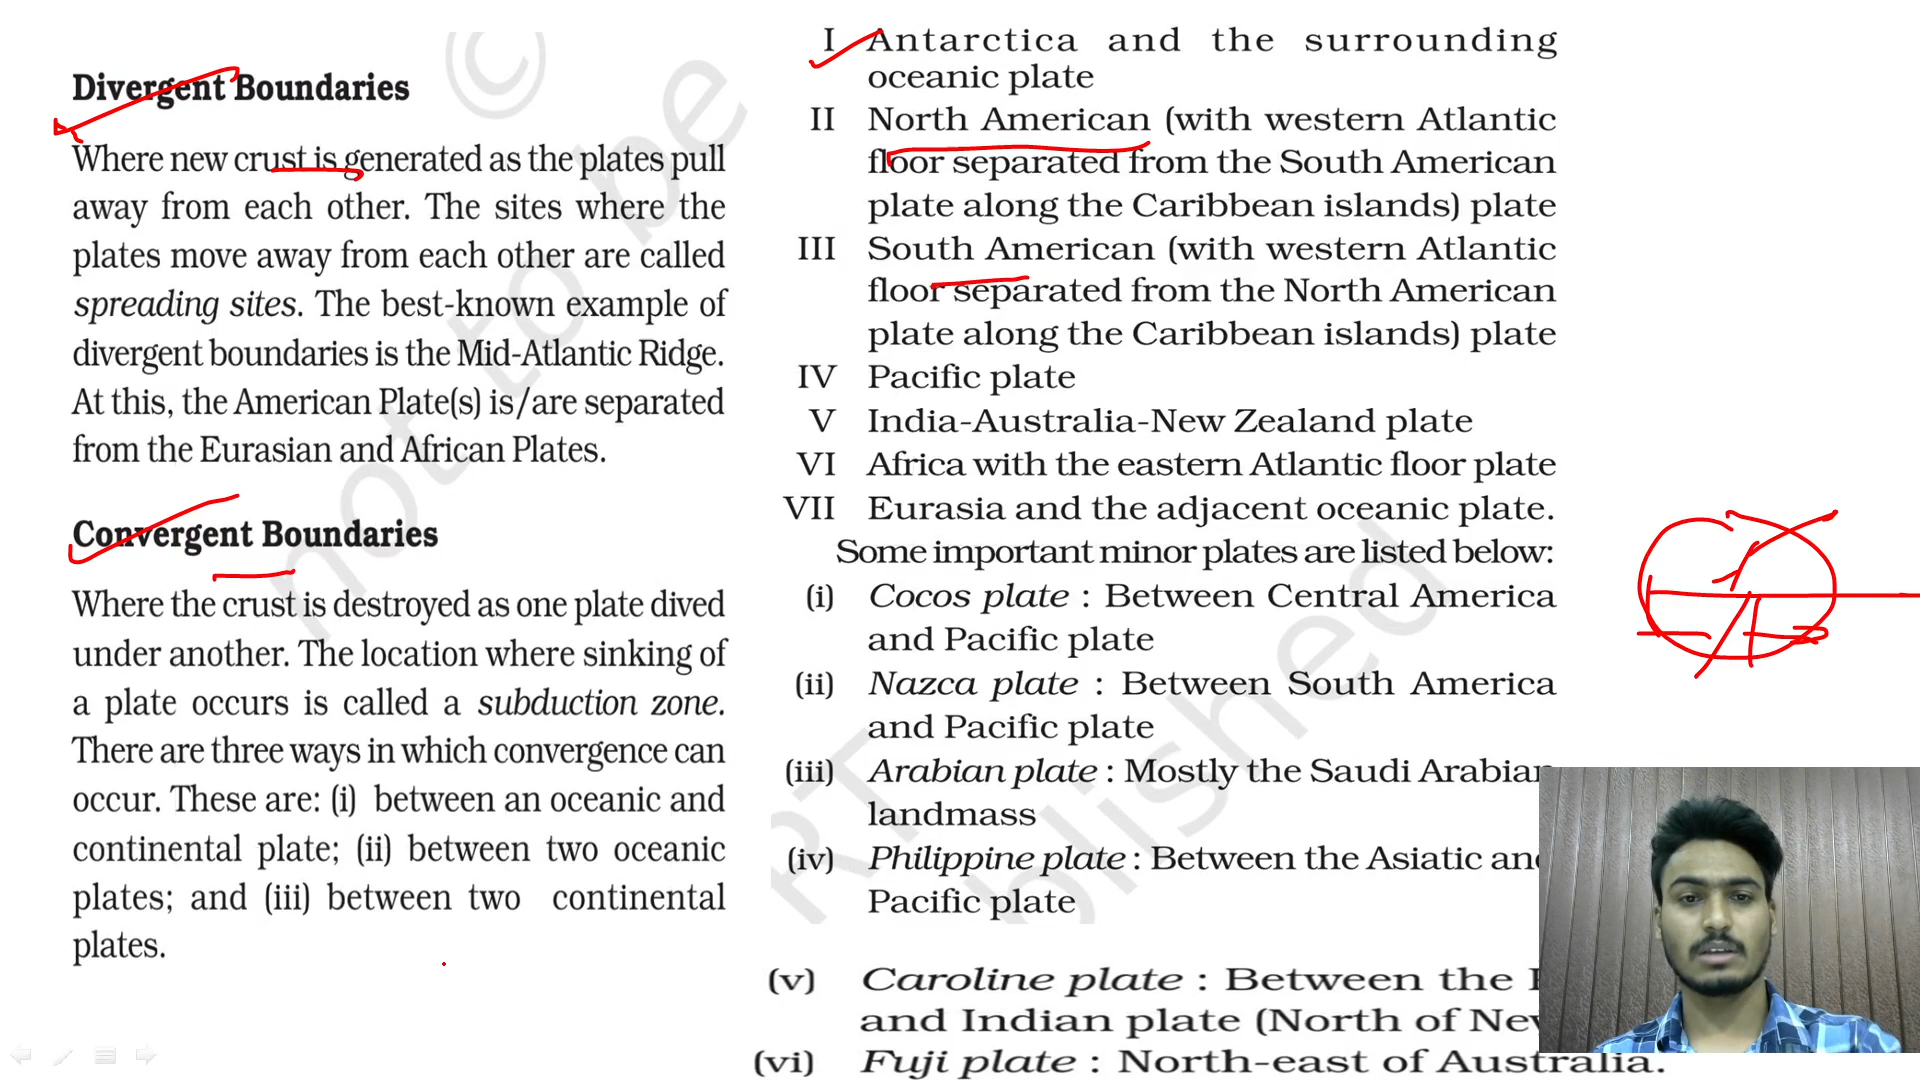 Divergent Boundaries
Where new crust is generated as the plates pull
away from each other. The sites where the
plates move away from each other are called
spreading sites. The best-known example of
divergent boundaries is the Mid-Atlantic Ridge.
At this, the American Plate(s) is/are separated
from the Eurasian and African Plates.
Convergent Boundaries
Where the crust is destroyed as one plate dived
under another. The location where sinking of
a plate occurs is called a subduction zone.
There are three ways in which convergence can
occur. These are: (i) between an oceanic and
continental plate; (ii) between two oceanic
plates; and (iii) between two continental
plates.
I Antarctica and the surrounding
oceanic plate
II North American (with western Atlantic
floor separated from the South American
plate along the Caribbean islands) plate
III South American (with western Atlantic
floor separated from the North American
plate along the Caribbean islands) plate
IV Pacific plate
V India-Australia-New Zealand plate
VI Africa with the eastern Atlantic floor plate
VII Eurasia and the adjacent oceanic plate.
Some important minor plates are listed below:
(i) Cocos plate : Between Central America
and Pacific plate
(ii) Nazca plate : Between South America
and Pacific plate
(iii) Arabian plate : Mostly the Saudi Arabian
landmass
(iv) Philippine plate : Between the Asiatic and
Pacific plate
(v) Caroline plate : Between the
and Indian plate (North of
(vi) Fuji plate : North-east of Australia.
©
not to be